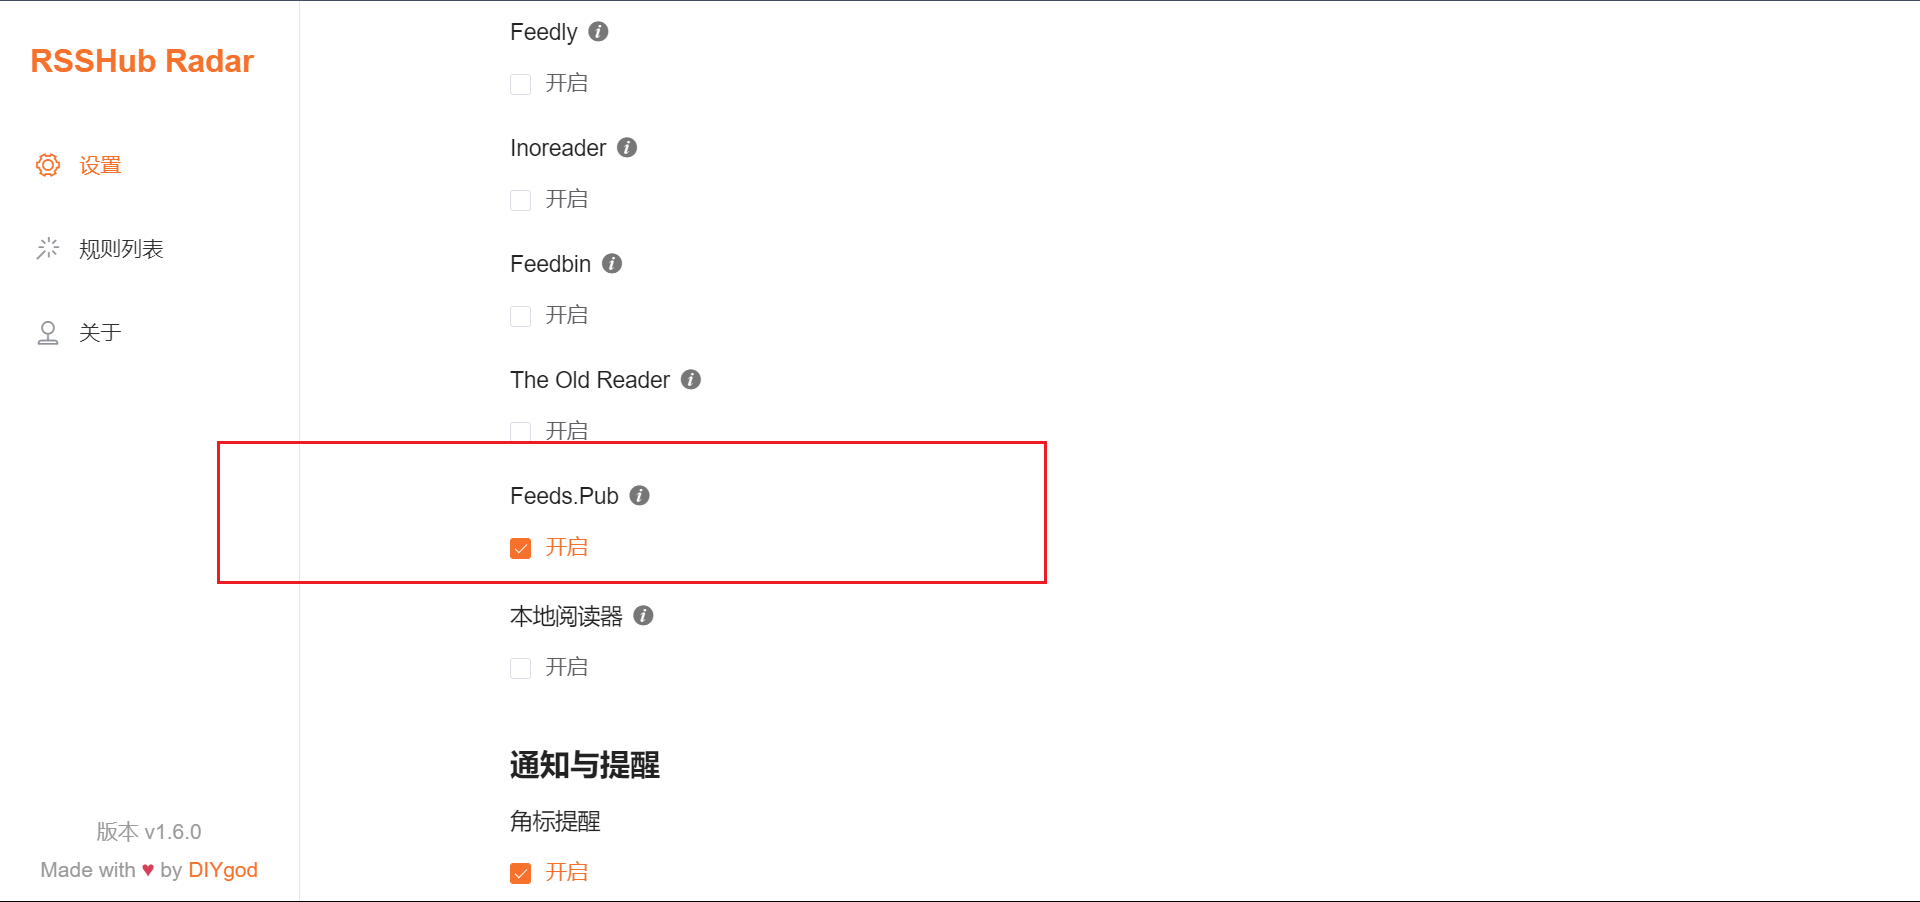 RSSHub Radar
设置
规则列表
关于
版本 v1.6.0
Made with ♥ by DIYgod
Feedly
开启
Inoreader
开启
Feedbin
开启
The Old Reader
开启
Feeds.Pub
开启
本地阅读器
开启
通知与提醒
角标提醒
开启